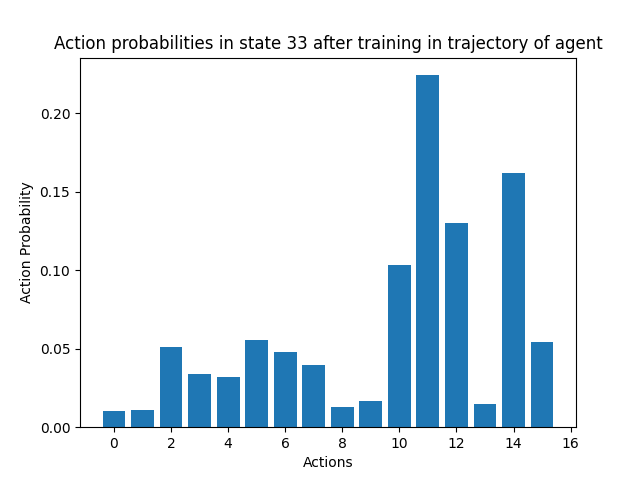 Action probabilities in state 33 after training in trajectory of agent
Action Probability
0.20
0.15
0.10
0.05
0.00
0 2 4 6 8 10 12 14 16
Actions